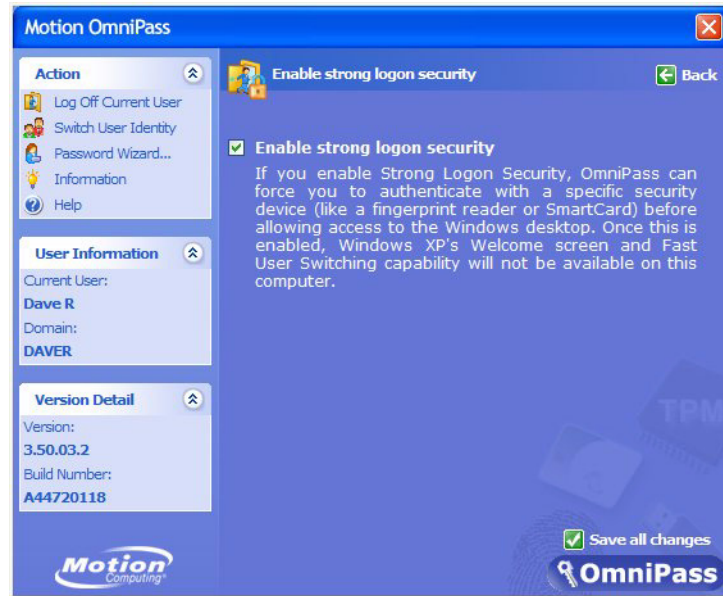 Motion OmniPass
Action
Log Off Current User
Switch User Identity
Password Wizard...
Information
Help
User Information
Current User:
Dave R
Domain:
DAVER
Version Detail
Version:
3.50.03.2
Build Number:
A44720118
Motion
Computing®
Enable strong logon security
Back
Enable strong logon security
If you enable Strong Logon Security, OmniPass can
force you to authenticate with a specific security
device (like a fingerprint reader or SmartCard) before
allowing access to the Windows desktop. Once this is
enabled, Windows XP's Welcome screen and Fast
User Switching capability will not be available on this
computer.
TPM
Save all changes
OmniPass